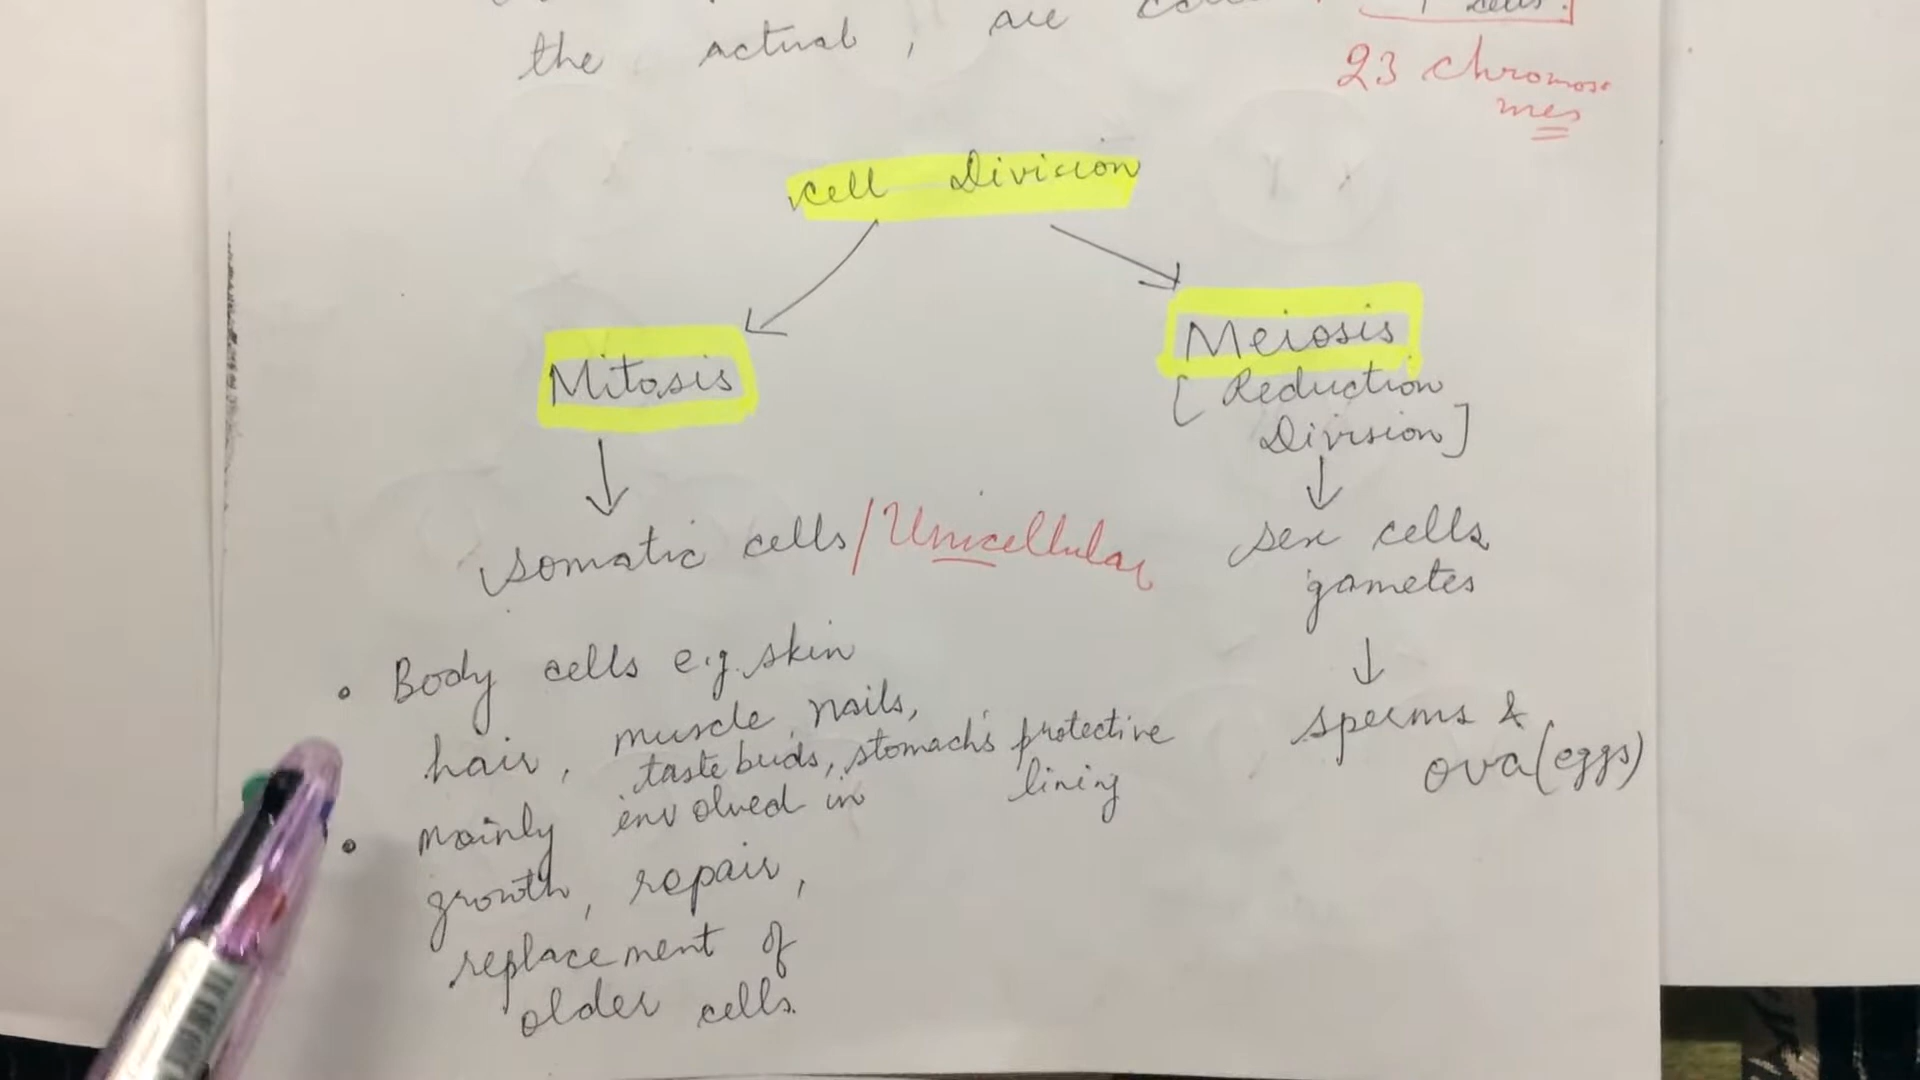 the actual, are
cells.
23 chromoso
mes
Cell Division
Mitosis
Meiosis
[Reduction
Division]
somatic cells/Unicellular
sex cells
gametes
sperms &
ova(eggs)
• Body cells e.g. skin
hair, muscle, nails,
taste buds, stomach's protective
lining
• mainly involved in
growth, repair,
replacement of
older cells.